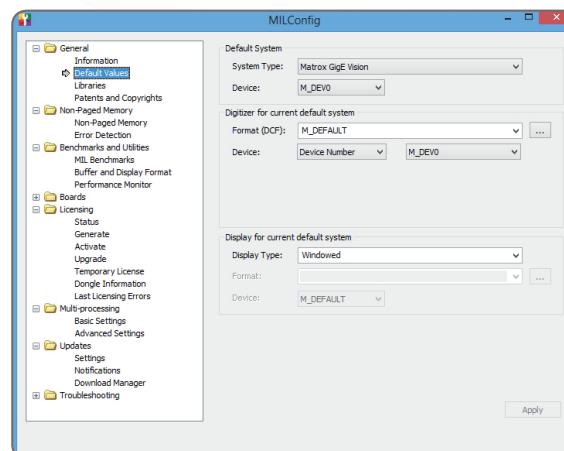 MILConfig
General
Information
Default Values
Libraries
Patents and Copyrights
Non-Paged Memory
Non-Paged Memory
Error Detection
Benchmarks and Utilities
MIL Benchmarks
Buffer and Display Format
Performance Monitor
Boards
Licensing
Status
Generate
Activate
Upgrade
Temporary License
Dongle Information
Last Licensing Errors
Multi-processing
Basic Settings
Advanced Settings
Updates
Settings
Notifications
Download Manager
Troubleshooting
Default System
System Type: Matrox GigE Vision
Device: M_DEV0
Digitizer for current default system
Format (DCF): M_DEFAULT ...
Device: Device Number M_DEV0
Display for current default system
Display Type: Windowed
Format: ...
Device: M_DEFAULT
Apply